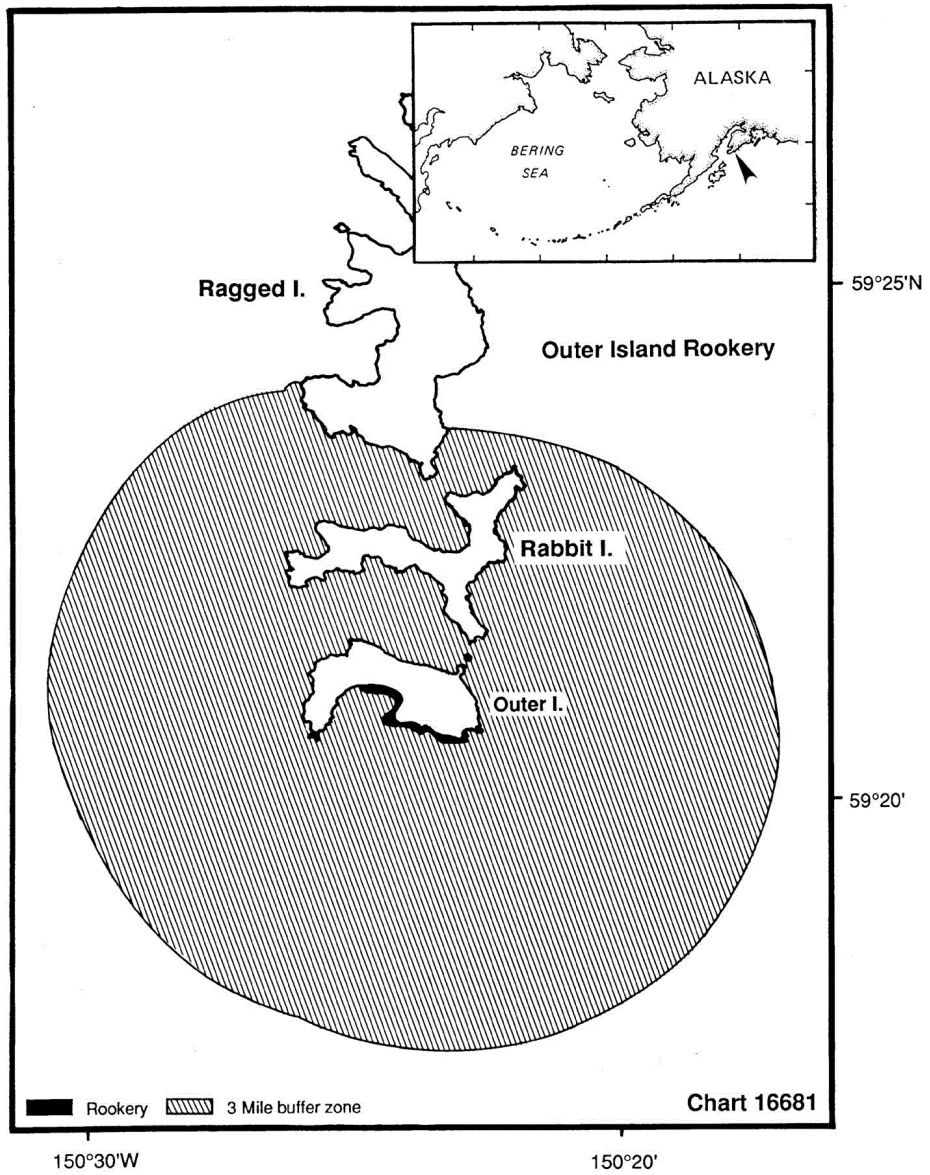 ALASKA
BERING
SEA
Ragged I.
59°25'N
Outer Island Rookery
Rabbit I.
Outer I.
59°20'
Rookery
3 Mile buffer zone
Chart 16681
150°30'W
150°20'